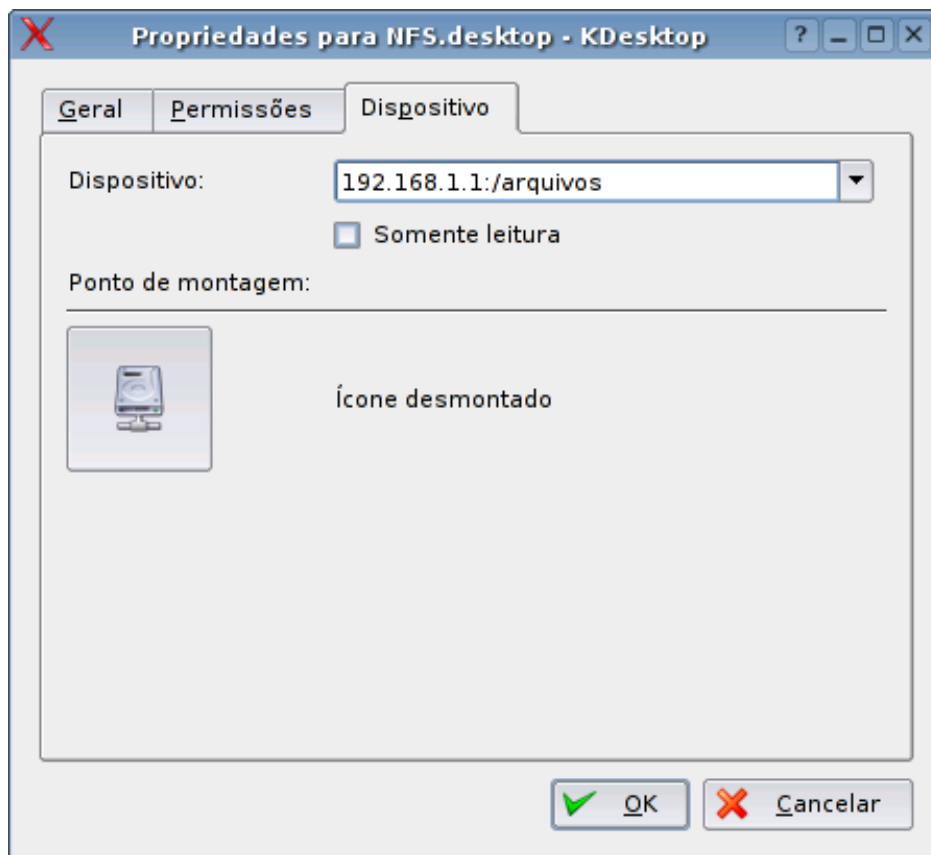 Propriedades para NFS.desktop - KDesktop
Geral Permissões Dispositivo
Dispositivo: 192.168.1.1:/arquivos
Somente leitura
Ponto de montagem:
Ícone desmontado
OK Cancelar